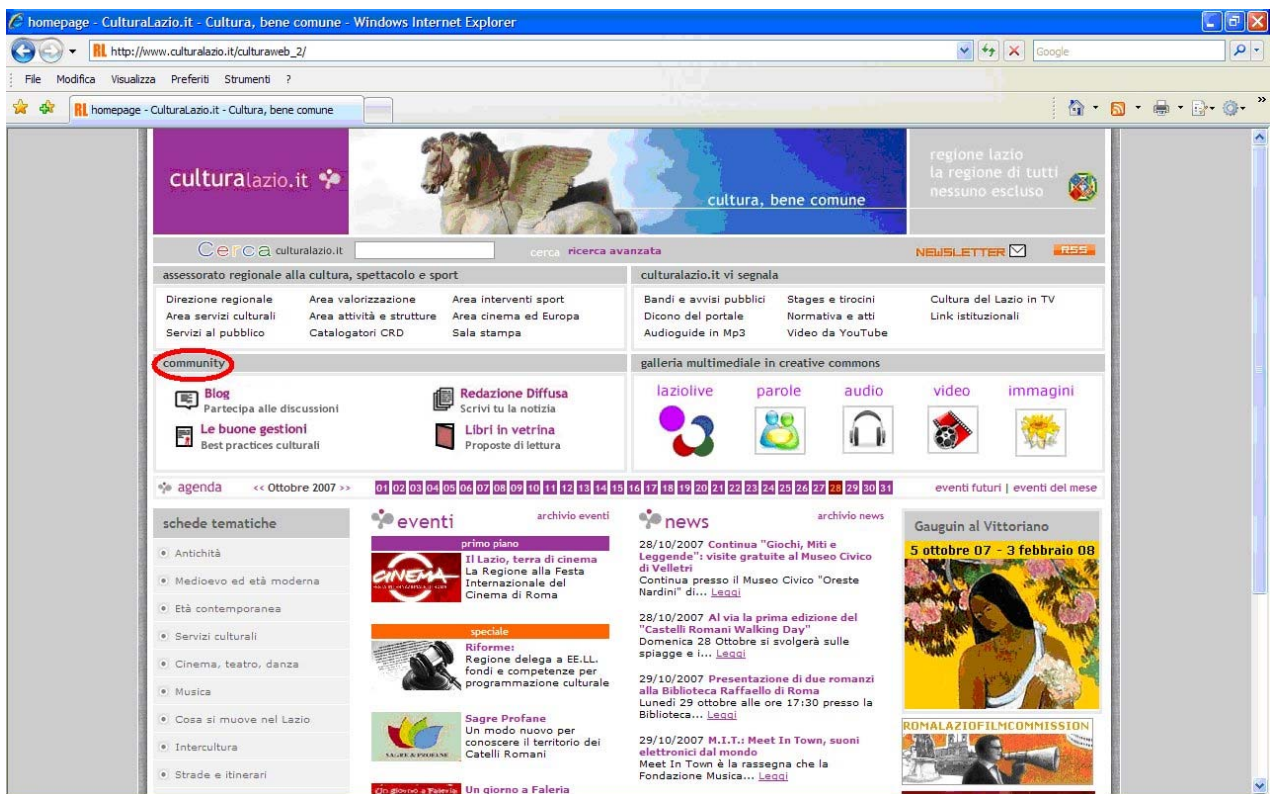 homepage - CulturaLazio.it - Cultura, bene comune - Windows Internet Explorer
http://www.culturalazio.it/culturaweb_2/
Google
File Modifica Visualizza Preferiti Strumenti ?
homepage - CulturaLazio.it - Cultura, bene comune
culturalazio.it
cultura, bene comune
regione lazio
la regione di tutti
nessuno escluso
Cerca culturalazio.it cerca ricerca avanzata
NEWSLETTER RSS
assessorato regionale alla cultura, spettacolo e sport
Direzione regionale Area valorizzazione Area interventi sport
Area servizi culturali Area attività e strutture Area cinema ed Europa
Servizi al pubblico Catalogatori CRD Sala stampa
culturalazio.it vi segnala
Bandi e avvisi pubblici Stages e tirocini Cultura del Lazio in TV
Dicono del portale Normativa e atti Link istituzionali
Audioguide in Mp3 Video da YouTube
community
Blog
Partecipa alle discussioni
Redazione Diffusa
Scrivi tu la notizia
Le buone gestioni
Best practices culturali
Libri in vetrina
Proposte di lettura
galleria multimediale in creative commons
laziolive parole audio video immagini
agenda << Ottobre 2007 >> 01 02 03 04 05 06 07 08 09 10 11 12 13 14 15 16 17 18 19 20 21 22 23 24 25 26 27 28 29 30 31 eventi futuri | eventi del mese
schede tematiche
Antichità
Medioevo ed età moderna
Età contemporanea
Servizi culturali
Cinema, teatro, danza
Musica
Cosa si muove nel Lazio
Intercultura
Strade e itinerari
eventi archivio eventi
primo piano
CINEMA
Il Lazio, terra di cinema
La Regione alla Festa
Internazionale del
Cinema di Roma
speciale
Riforme:
Regione delega a EE.LL.
fondi e competenze per
programmazione culturale
SAGRE & PROFANE
Sagre Profane
Un modo nuovo per
conoscere il territorio dei
Catelli Romani
Un giorno a Faleria
Un giorno a Faleria
news archivio news
28/10/2007 Continua "Giochi, Miti e
Leggende": visite gratuite al Museo Civico
di Velletri
Continua presso il Museo Civico "Oreste
Nardini" di... Leggi
28/10/2007 Al via la prima edizione del
"Castelli Romani Walking Day"
Domenica 28 Ottobre si svolgerà sulle
spiagge e i... Leggi
29/10/2007 Presentazione di due romanzi
alla Biblioteca Raffaello di Roma
Lunedì 29 ottobre alle ore 17:30 presso la
Biblioteca... Leggi
29/10/2007 M.I.T.: Meet In Town, suoni
elettronici dal mondo
Meet In Town è la rassegna che la
Fondazione Musica... Leggi
Gauguin al Vittoriano
5 ottobre 07 - 3 febbraio 08
ROMALAZIOFILMCOMMISSION